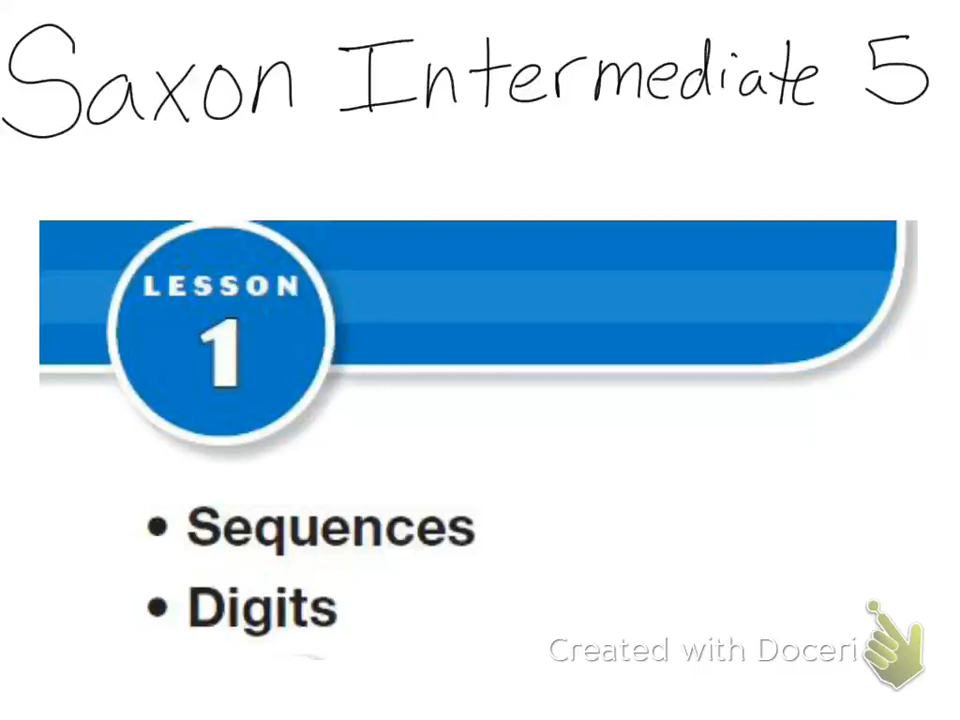 Saxon Intermediate 5
LESSON
1
• Sequences
• Digits
Created with Doceri